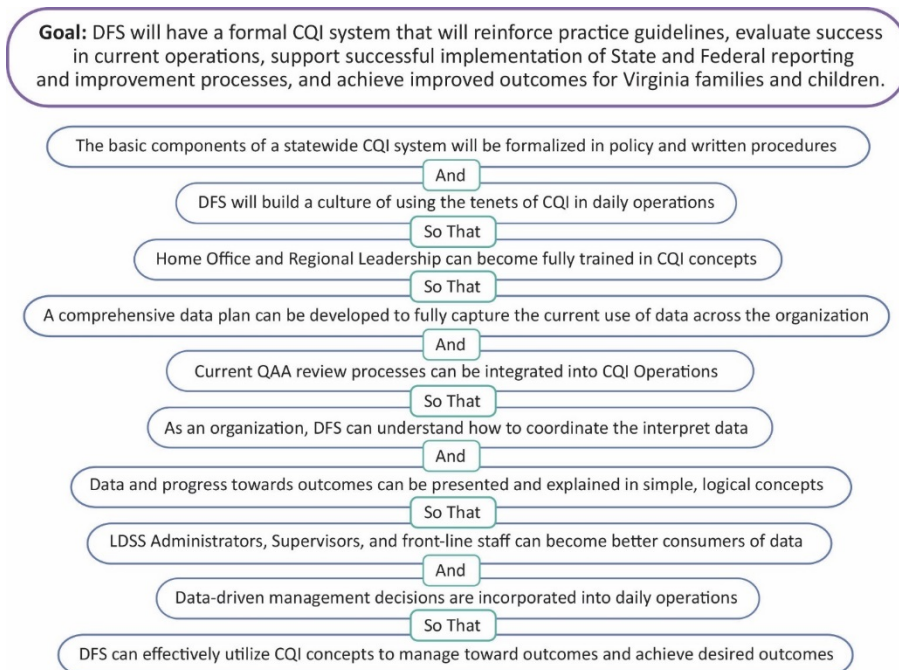 Goal: DFS will have a formal CQI system that will reinforce practice guidelines, evaluate success
in current operations, support successful implementation of State and Federal reporting
and improvement processes, and achieve improved outcomes for Virginia families and children.
The basic components of a statewide CQI system will be formalized in policy and written procedures
And
DFS will build a culture of using the tenets of CQI in daily operations
So That
Home Office and Regional Leadership can become fully trained in CQI concepts
So That
A comprehensive data plan can be developed to fully capture the current use of data across the organization
And
Current QAA review processes can be integrated into CQI Operations
So That
As an organization, DFS can understand how to coordinate the interpret data
And
Data and progress towards outcomes can be presented and explained in simple, logical concepts
So That
LDSS Administrators, Supervisors, and front-line staff can become better consumers of data
And
Data-driven management decisions are incorporated into daily operations
So That
DFS can effectively utilize CQI concepts to manage toward outcomes and achieve desired outcomes